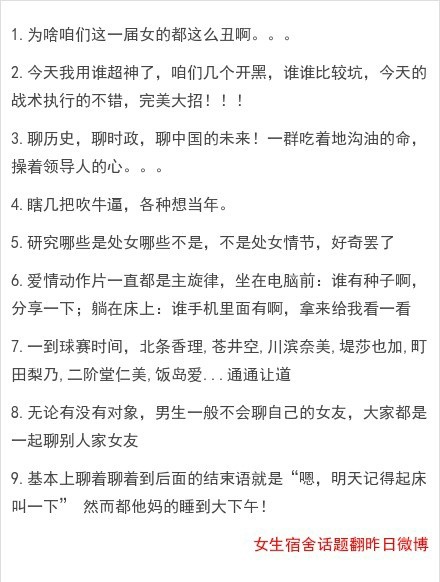 1.为啥咱们这一届女的都这么丑啊。。。
2.今天我用谁超神了，咱们几个开黑，谁谁比较坑，今天的
战术执行的不错，完美大招！！！
3.聊历史，聊时政，聊中国的未来！一群吃着地沟油的命，
操着领导人的心。。。
4.瞎几把吹牛逼，各种想当年。
5.研究哪些是处女哪些不是，不是处女情节，好奇罢了
6.爱情动作片一直都是主旋律，坐在电脑前：谁有种子啊，
分享一下；躺在床上：谁手机里面有啊，拿来给我看一看
7.一到球赛时间，北条香理,苍井空,川滨奈美,堤莎也加,町
田梨乃,二阶堂仁美,饭岛爱...通通让道
8.无论有没有对象，男生一般不会聊自己的女友，大家都是
一起聊别人家女友
9.基本上聊着聊着到后面的结束语就是“嗯，明天记得起床
叫一下” 然而都他妈的睡到大下午！
女生宿舍话题翻昨日微博